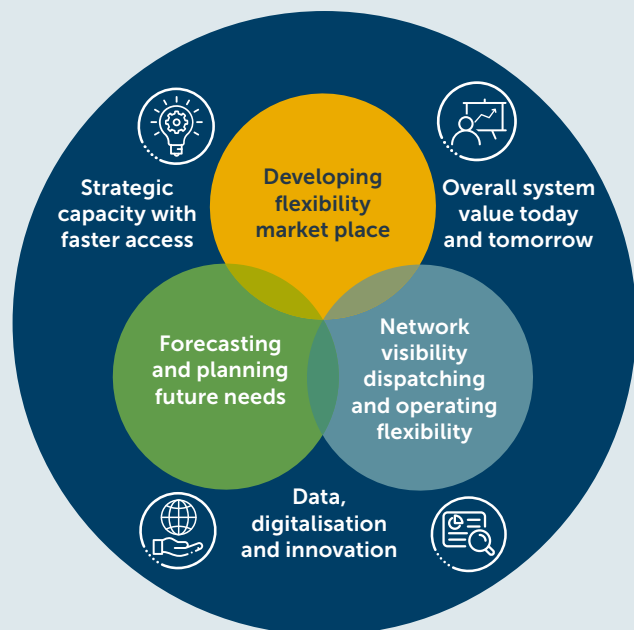 Developing
flexibility
market place
Strategic
capacity with
faster access
Overall system
value today
and tomorrow
Forecasting
and planning
future needs
Network
visibility
dispatching
and operating
flexibility
Data,
digitalisation
and innovation